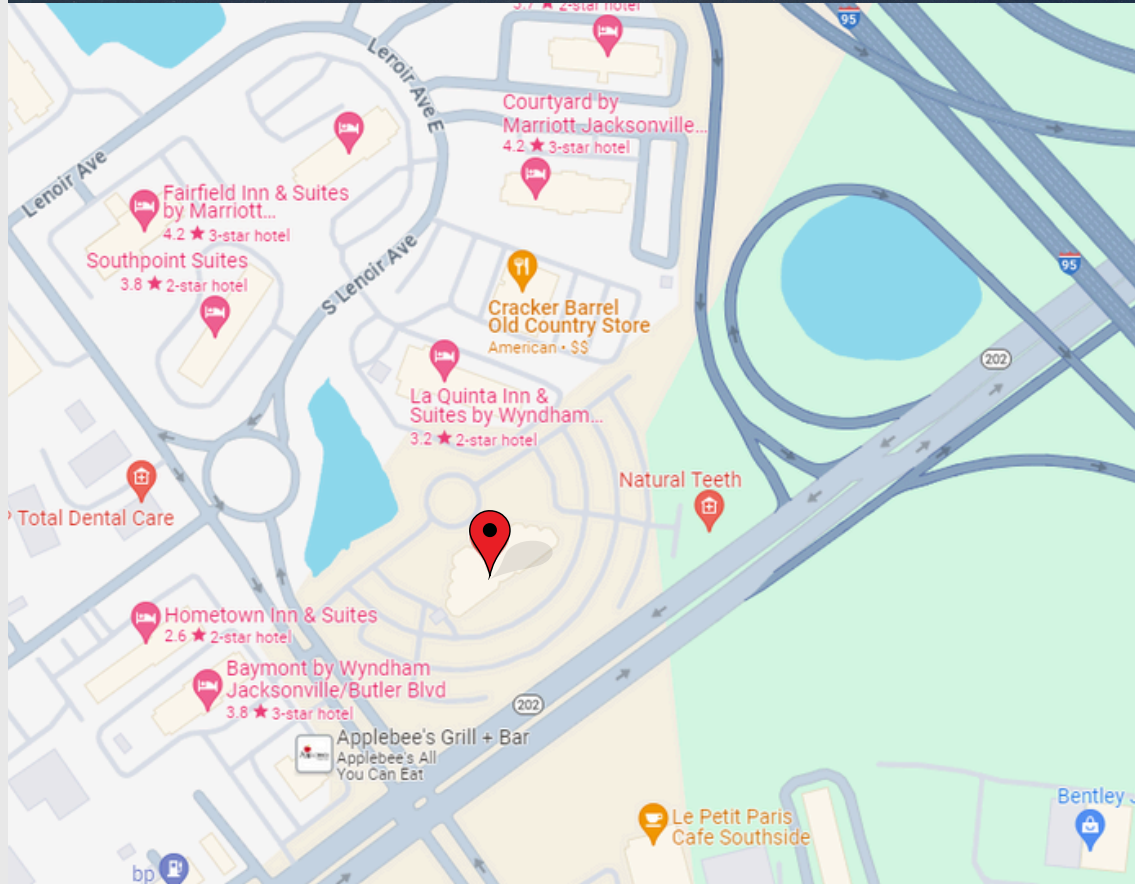 3.7 ★ 2-star hotel
95
Lenoir Ave E
Courtyard by
Marriott Jacksonville...
4.2 ★ 3-star hotel
Lenoir Ave
Fairfield Inn & Suites
by Marriott...
4.2 ★ 3-star hotel
Southpoint Suites
3.8 ★ 2-star hotel
S Lenoir Ave
95
Cracker Barrel
Old Country Store
American • $$
202
La Quinta Inn &
Suites by Wyndham...
3.2 ★ 2-star hotel
Natural Teeth
Total Dental Care
Hometown Inn & Suites
2.6 ★ 2-star hotel
Baymont by Wyndham
Jacksonville/Butler Blvd
3.8 ★ 3-star hotel
202
Applebee's Grill + Bar
Applebee's All
You Can Eat
Bentley J
Le Petit Paris
Cafe Southside
bp